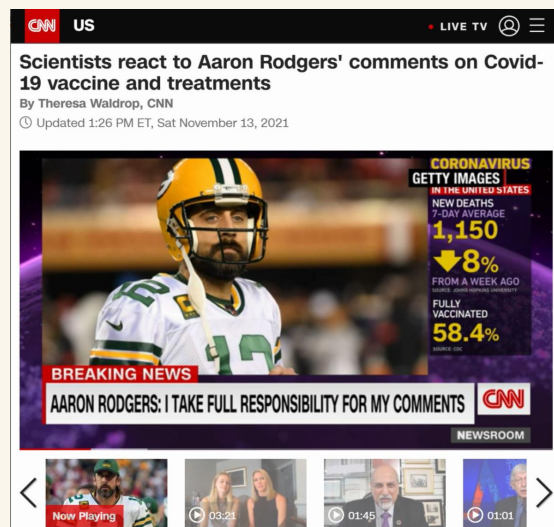 CNN US LIVE TV
Scientists react to Aaron Rodgers' comments on Covid-
19 vaccine and treatments
By Theresa Waldrop, CNN
Updated 1:26 PM ET, Sat November 13, 2021
CORONAVIRUS
GETTY IMAGES
IN THE UNITED STATES
NEW DEATHS
7-DAY AVERAGE
1,150
8%
FROM A WEEK AGO
SOURCE: JOHNS HOPKINS UNIVERSITY
FULLY
VACCINATED
58.4%
SOURCE: CDC
12
12
BREAKING NEWS
AARON RODGERS: I TAKE FULL RESPONSIBILITY FOR MY COMMENTS
CNN
NEWSROOM
Now Playing
03:21
01:45
01:01